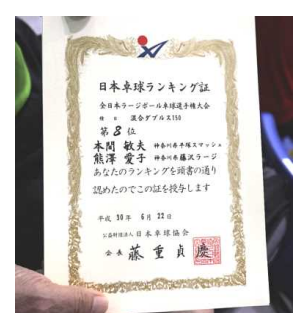 日本卓球ランキング証
全日本ラージボール卓球選手権大会
種目 混合ダブルス150
第8位
本間 敏夫 神奈川県平塚スマッシュ
熊澤 愛子 神奈川県藤沢ラージ
あなたのランキングを頭書の通り
認めたのでこの証を授与します
平成 30年 6月 22日
公益財団法人 日本卓球協会
会長 藤重貞慶